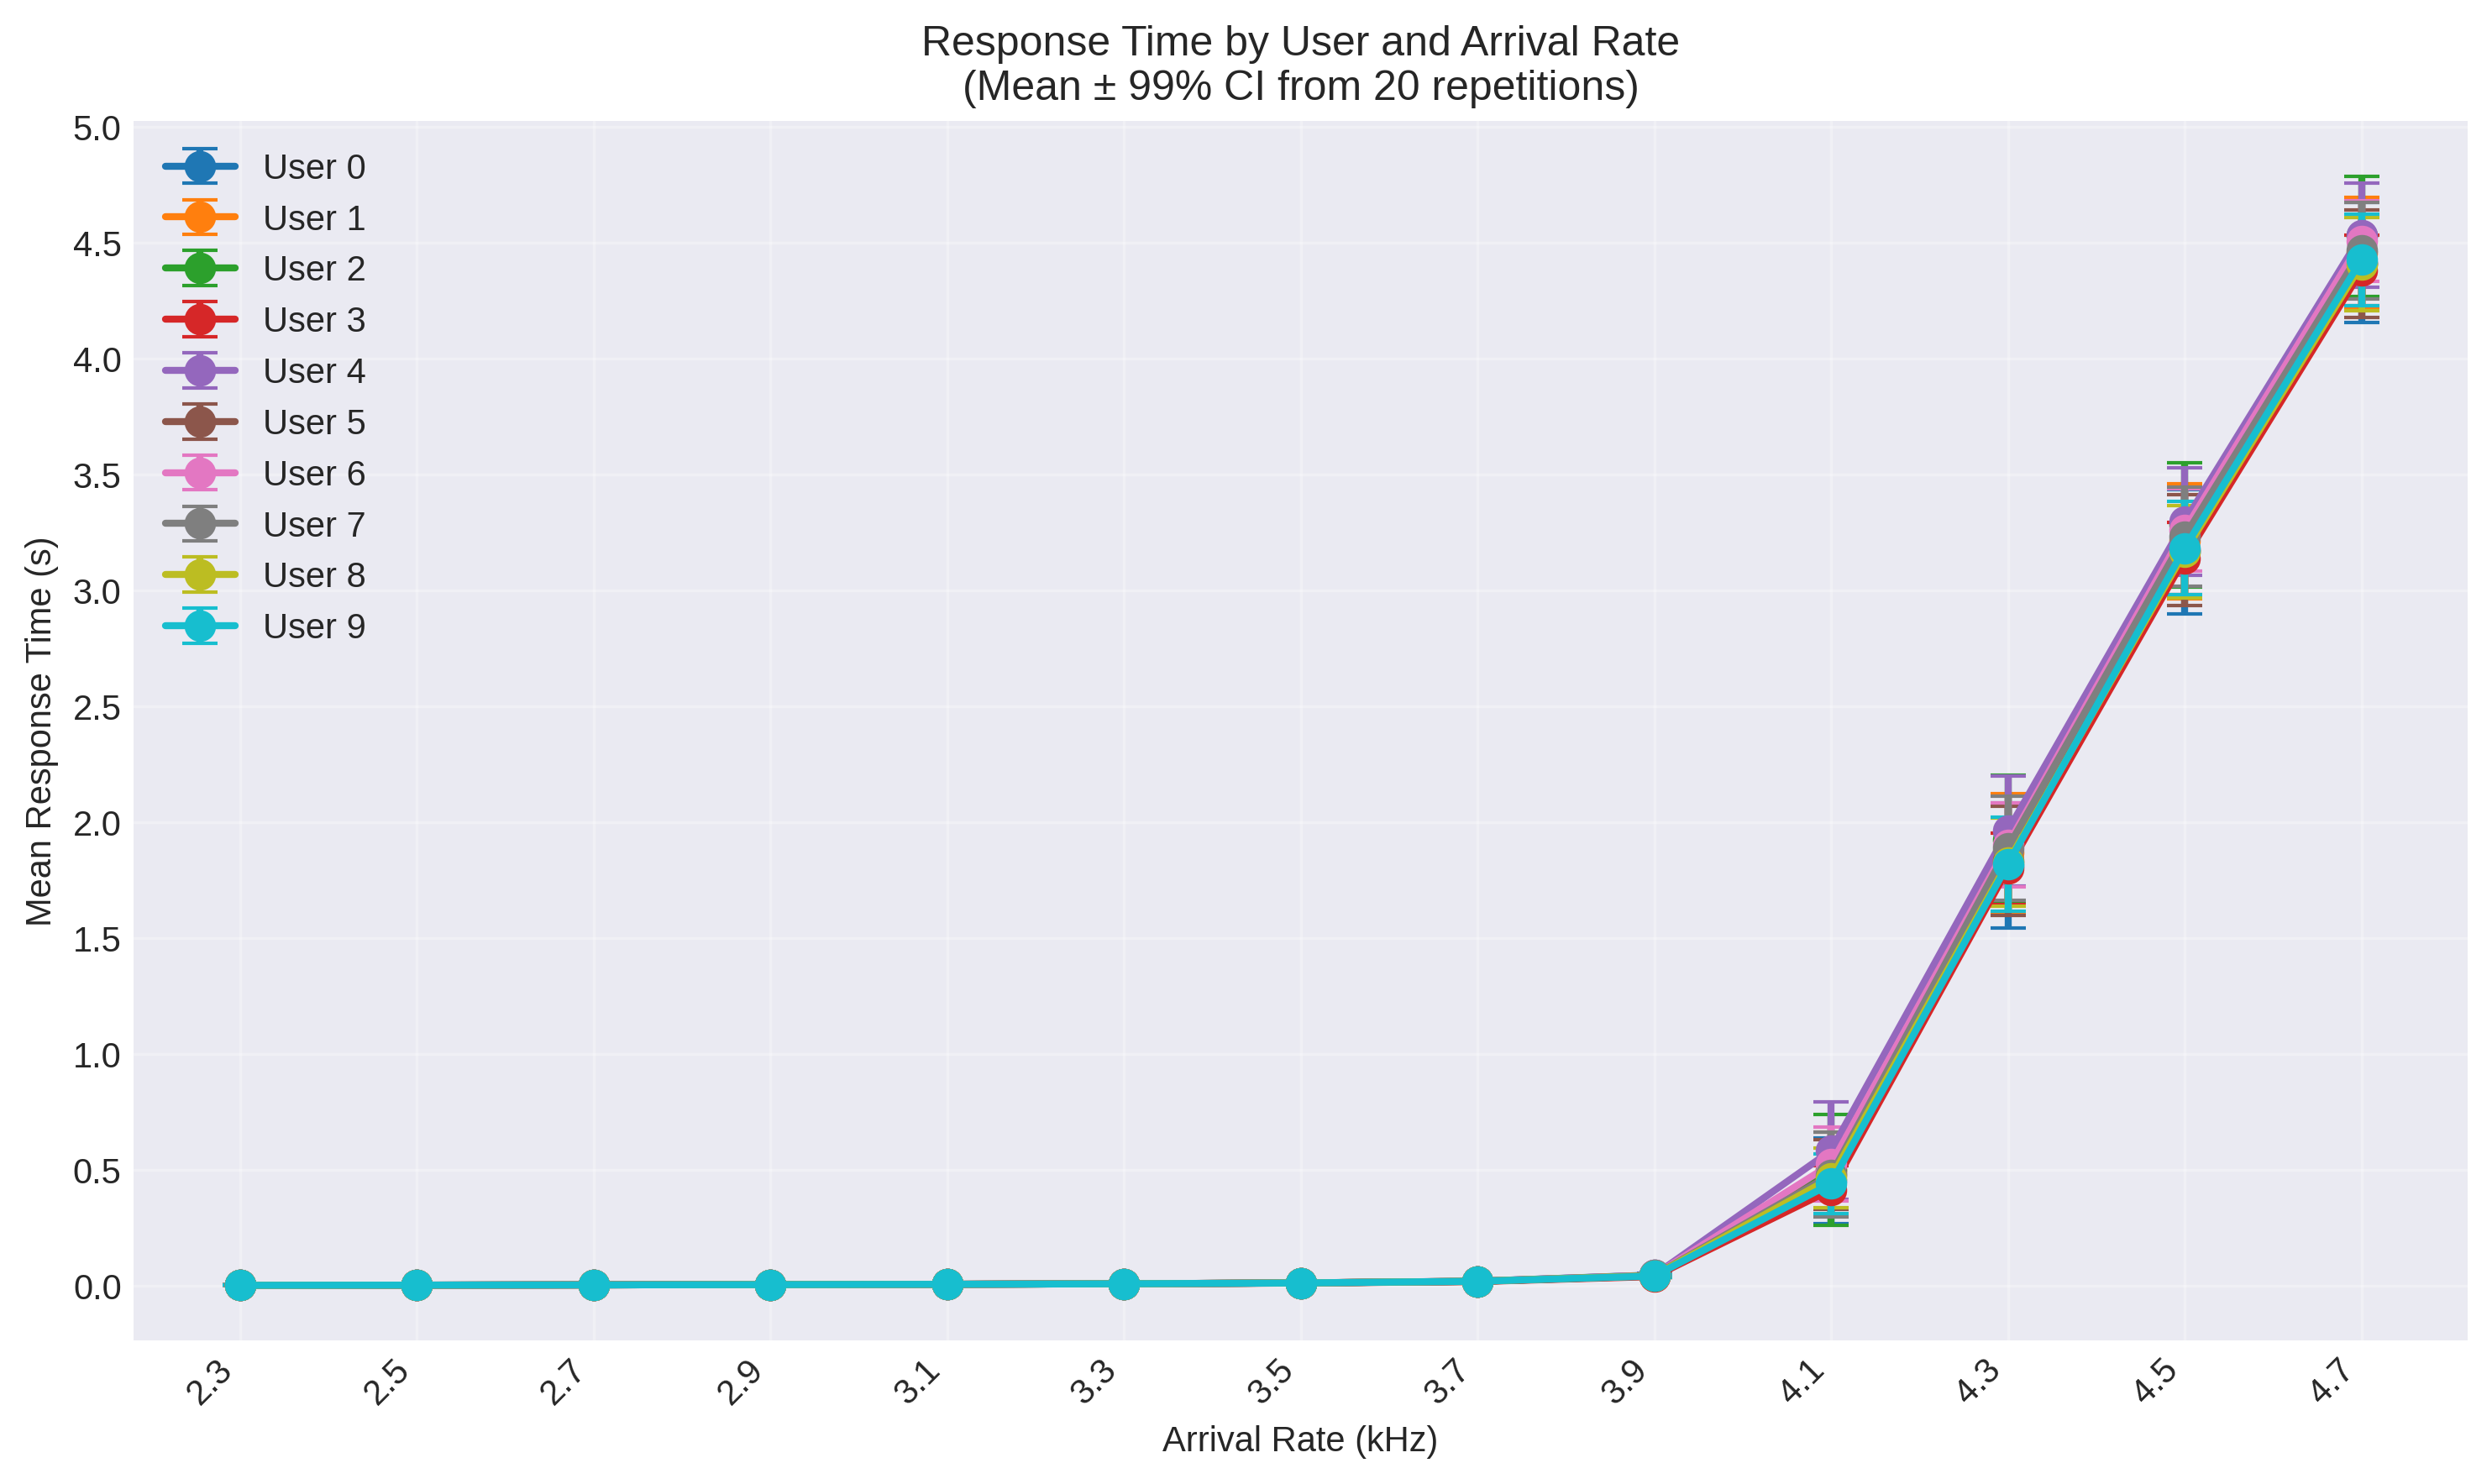 Response Time by User and Arrival Rate
(Mean ± 99% CI from 20 repetitions)
5.0
4.5
4.0
3.5
3.0
2.5
2.0
1.5
1.0
0.5
0.0
Mean Response Time (s)
User 0
User 1
User 2
User 3
User 4
User 5
User 6
User 7
User 8
User 9
2.3 2.5 2.7 2.9 3.1 3.3 3.5 3.7 3.9 4.1 4.3 4.5 4.7
Arrival Rate (kHz)